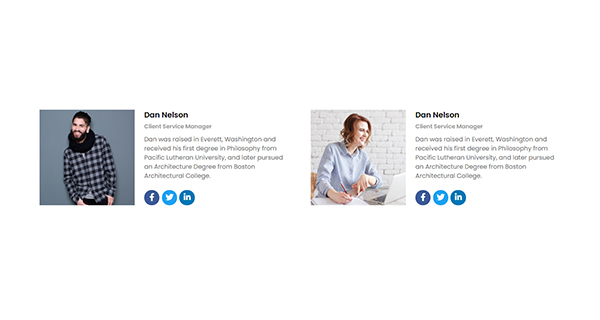 Dan Nelson
Client Service Manager
Dan was raised in Everett, Washington and
received his first degree in Philosophy from
Pacific Lutheran University, and later pursued
an Architecture Degree from Boston
Architectural College.
Dan Nelson
Client Service Manager
Dan was raised in Everett, Washington and
received his first degree in Philosophy from
Pacific Lutheran University, and later pursued
an Architecture Degree from Boston
Architectural College.